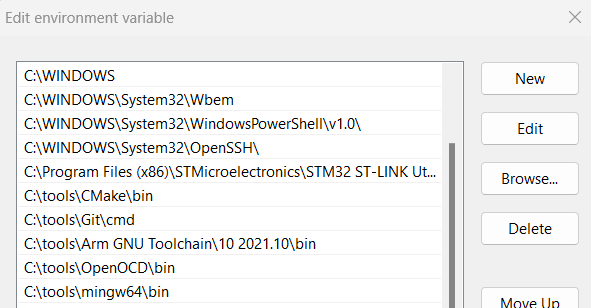 Edit environment variable
C:\WINDOWS
C:\WINDOWS\System32\Wbem
C:\WINDOWS\System32\WindowsPowerShell\v1.0\
C:\WINDOWS\System32\OpenSSH\
C:\Program Files (x86)\STMicroelectronics\STM32 ST-LINK Ut...
C:\tools\CMake\bin
C:\tools\Git\cmd
C:\tools\Arm GNU Toolchain\10 2021.10\bin
C:\tools\OpenOCD\bin
C:\tools\mingw64\bin
New
Edit
Browse...
Delete
Move Up